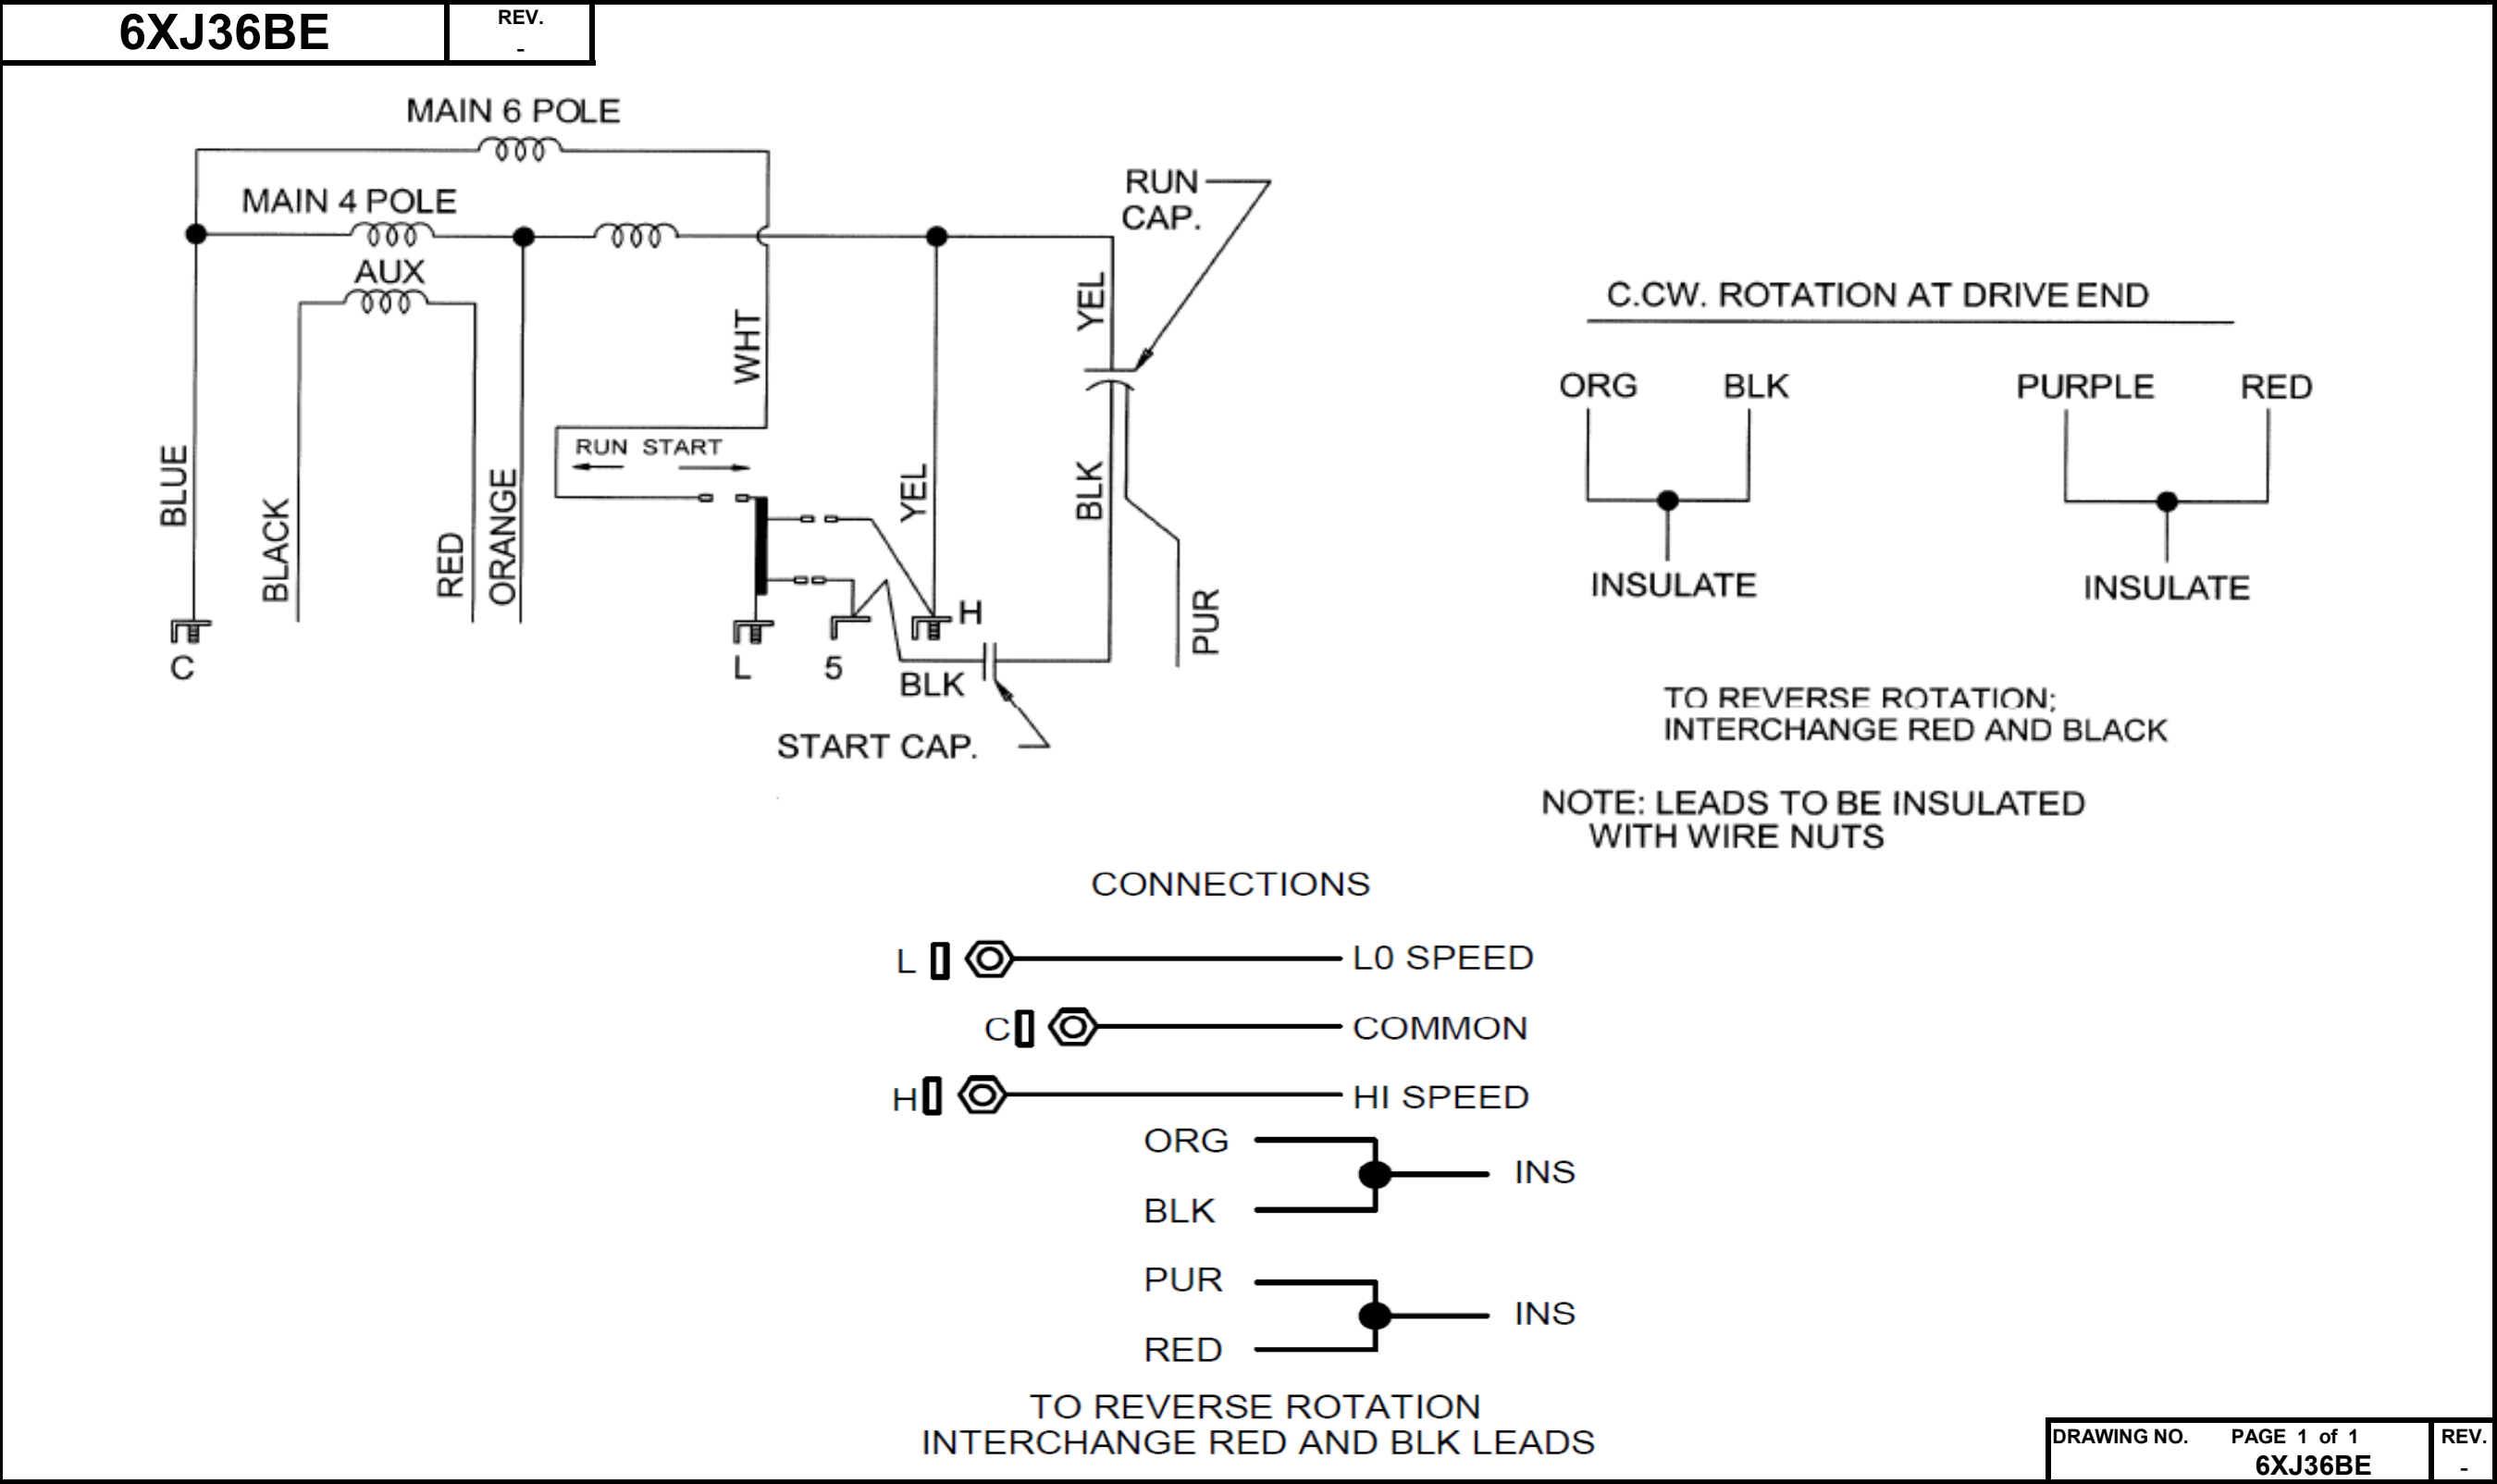 6XJ36BE
REV.
-
MAIN 6 POLE
MAIN 4 POLE
AUX
RUN
CAP.
YEL
WHT
BLUE
BLACK
RED
ORANGE
RUN START
YEL
BLK
PUR
C
L
5
H
BLK
START CAP.
C.CW. ROTATION AT DRIVE END
ORG BLK PURPLE RED
INSULATE INSULATE
TO REVERSE ROTATION;
INTERCHANGE RED AND BLACK
NOTE: LEADS TO BE INSULATED
WITH WIRE NUTS
CONNECTIONS
L L0 SPEED
C COMMON
H HI SPEED
ORG
INS
BLK
PUR
INS
RED
TO REVERSE ROTATION
INTERCHANGE RED AND BLK LEADS
DRAWING NO. PAGE 1 of 1 REV.
6XJ36BE -